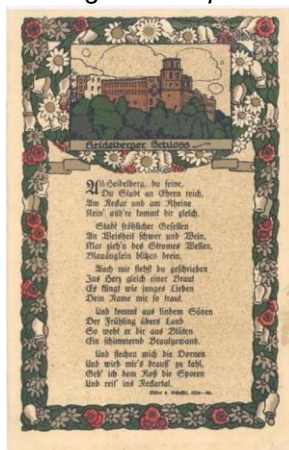 Heidelberger Schloss
Alt-Heidelberg, du feine,
Du Stadt an Ehren reich,
Am Neckar und am Rheine
Kein' and're kommt dir gleich.
Stadt fröhlicher Gesellen
An Weisheit schwer und Wein,
Klar zieh'n des Stromes Wellen,
Blauäuglein blitzen drein.
Auch mir stehst du geschrieben
Ins Herz gleich einer Braut
Es klingt wie junges Lieben
Dein Name mir so traut.
Und kommt aus lindem Süden
Der Frühling übers Land
So webt er dir aus Blüten
Ein schimmernd Brautgewand.
Und stechen mich die Dornen
Und wird mir's drauß' zu kahl,
Geb' ich dem Roß die Sporen
Und reit' ins Neckartal.